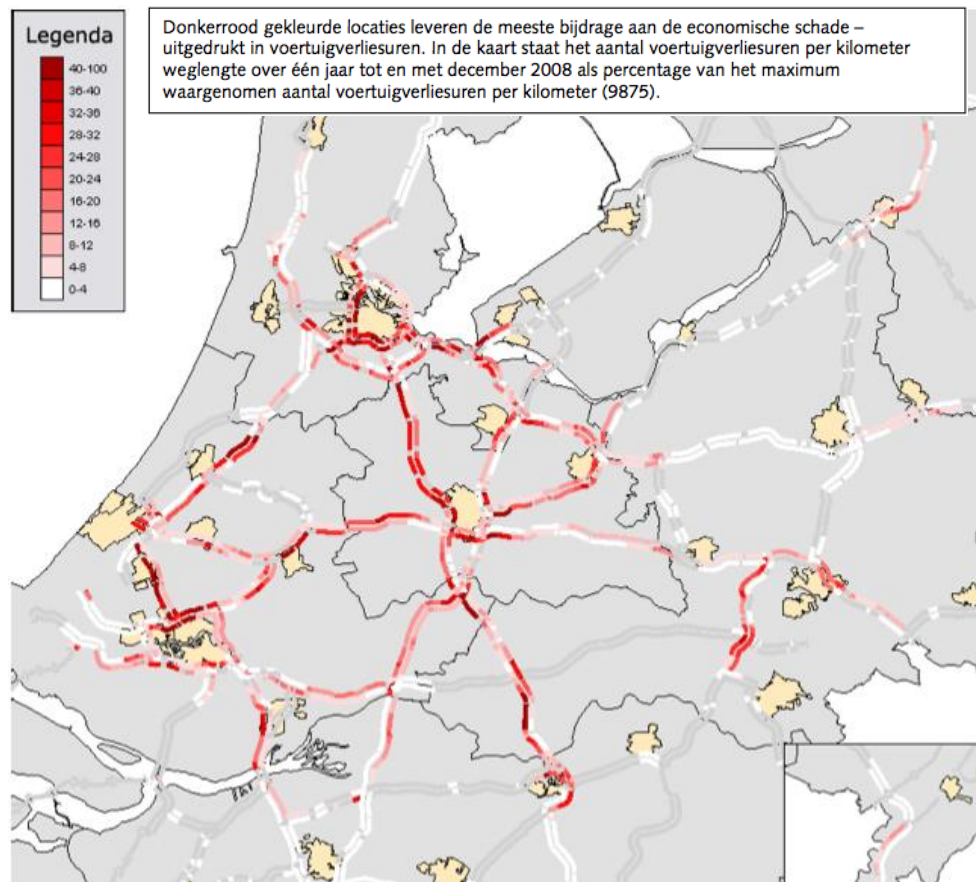 Legenda
40-100
36-40
32-36
28-32
24-28
20-24
16-20
12-16
8-12
4-8
0-4
Donkerrood gekleurde locaties leveren de meeste bijdrage aan de economische schade –
uitgedrukt in voertuigverliesuren. In de kaart staat het aantal voertuigverliesuren per kilometer
weglengte over één jaar tot en met december 2008 als percentage van het maximum
waargenomen aantal voertuigverliesuren per kilometer (9875).